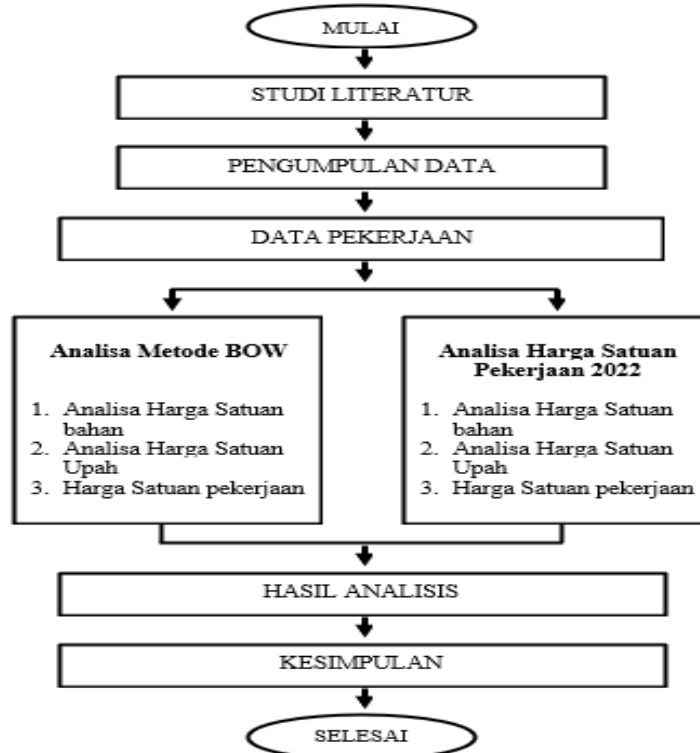 MULAI
STUDI LITERATUR
PENGUMPULAN DATA
DATA PEKERJAAN
Analisa Metode BOW
1. Analisa Harga Satuan
bahan
2. Analisa Harga Satuan
Upah
3. Harga Satuan pekerjaan
Analisa Harga Satuan
Pekerjaan 2022
1. Analisa Harga Satuan
bahan
2. Analisa Harga Satuan
Upah
3. Harga Satuan pekerjaan
HASIL ANALISIS
KESIMPULAN
SELESAI